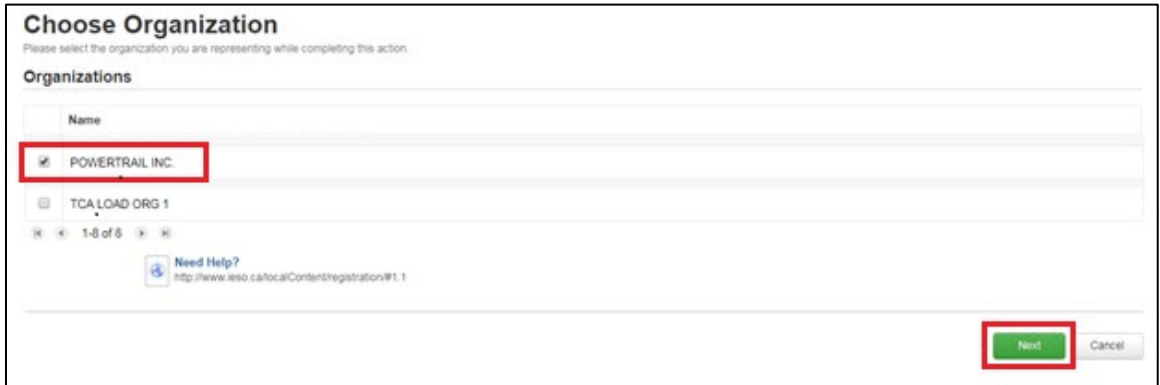 Choose Organization
Please select the organization you are representing while completing this action.
Organizations
Name
POWERTRAIL INC.
TCA LOAD ORG 1
1-8 of 8
Need Help?
http://www.ieso.ca/localContent/registration/#1.1
Next Cancel